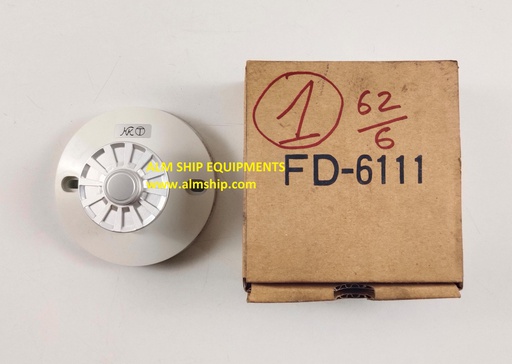 1
62
6
FD-6111
ALM SHIP EQUIPMENTS
www.almship.com